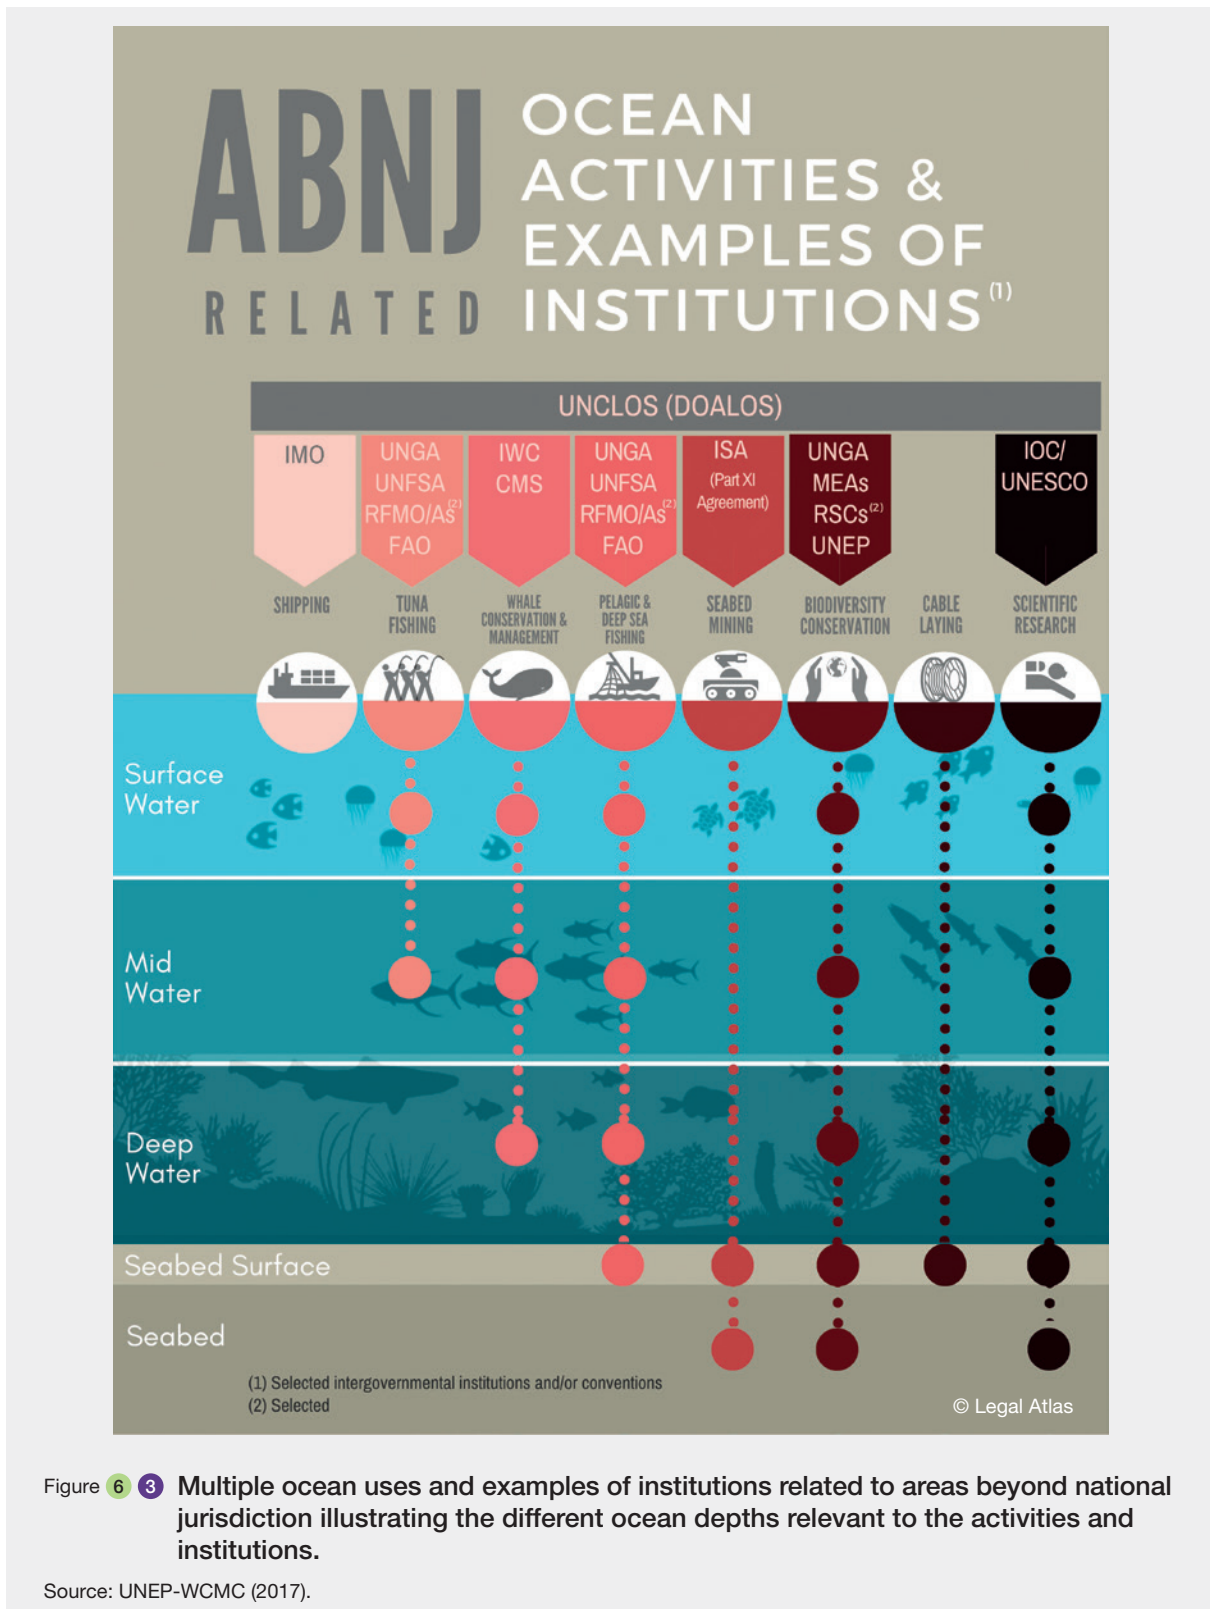 ABNJ
RELATED
OCEAN
ACTIVITIES &
EXAMPLES OF
INSTITUTIONS (1)
UNCLOS (DOALOS)
IMO
UNGA
UNFSA
RFMO/As(2)
FAO
IWC
CMS
UNGA
UNFSA
RFMO/As(2)
FAO
ISA
(Part XI
Agreement)
UNGA
MEAs
RSCs(2)
UNEP
IOC/
UNESCO
SHIPPING
TUNA
FISHING
WHALE
CONSERVATION &
MANAGEMENT
PELAGIC &
DEEP SEA
FISHING
SEABED
MINING
BIODIVERSITY
CONSERVATION
CABLE
LAYING
SCIENTIFIC
RESEARCH
Surface
Water
Mid
Water
Deep
Water
Seabed Surface
Seabed
(1) Selected intergovernmental institutions and/or conventions
(2) Selected
© Legal Atlas
Figure 6 3 Multiple ocean uses and examples of institutions related to areas beyond national
jurisdiction illustrating the different ocean depths relevant to the activities and
institutions.
Source: UNEP-WCMC (2017).